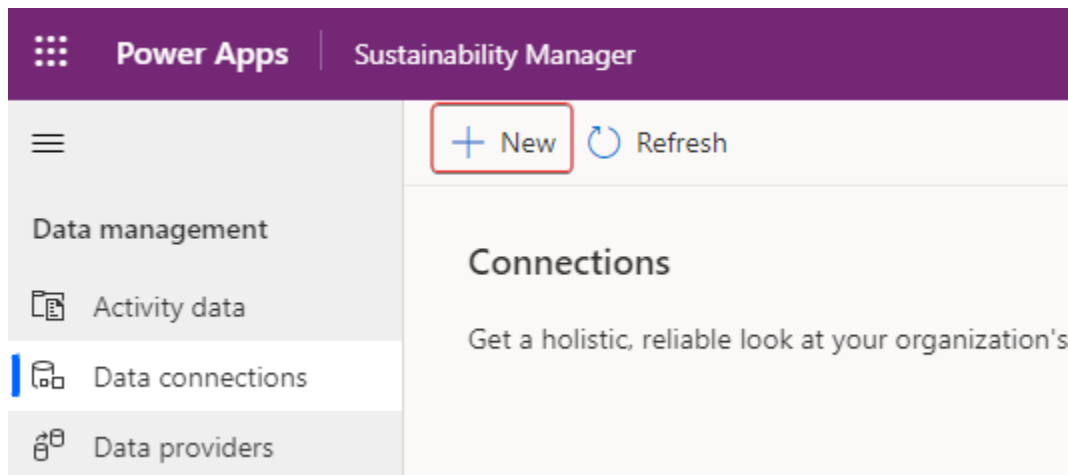 Power Apps Sustainability Manager
New Refresh
Data management
Connections
Activity data
Get a holistic, reliable look at your organization's
Data connections
Data providers